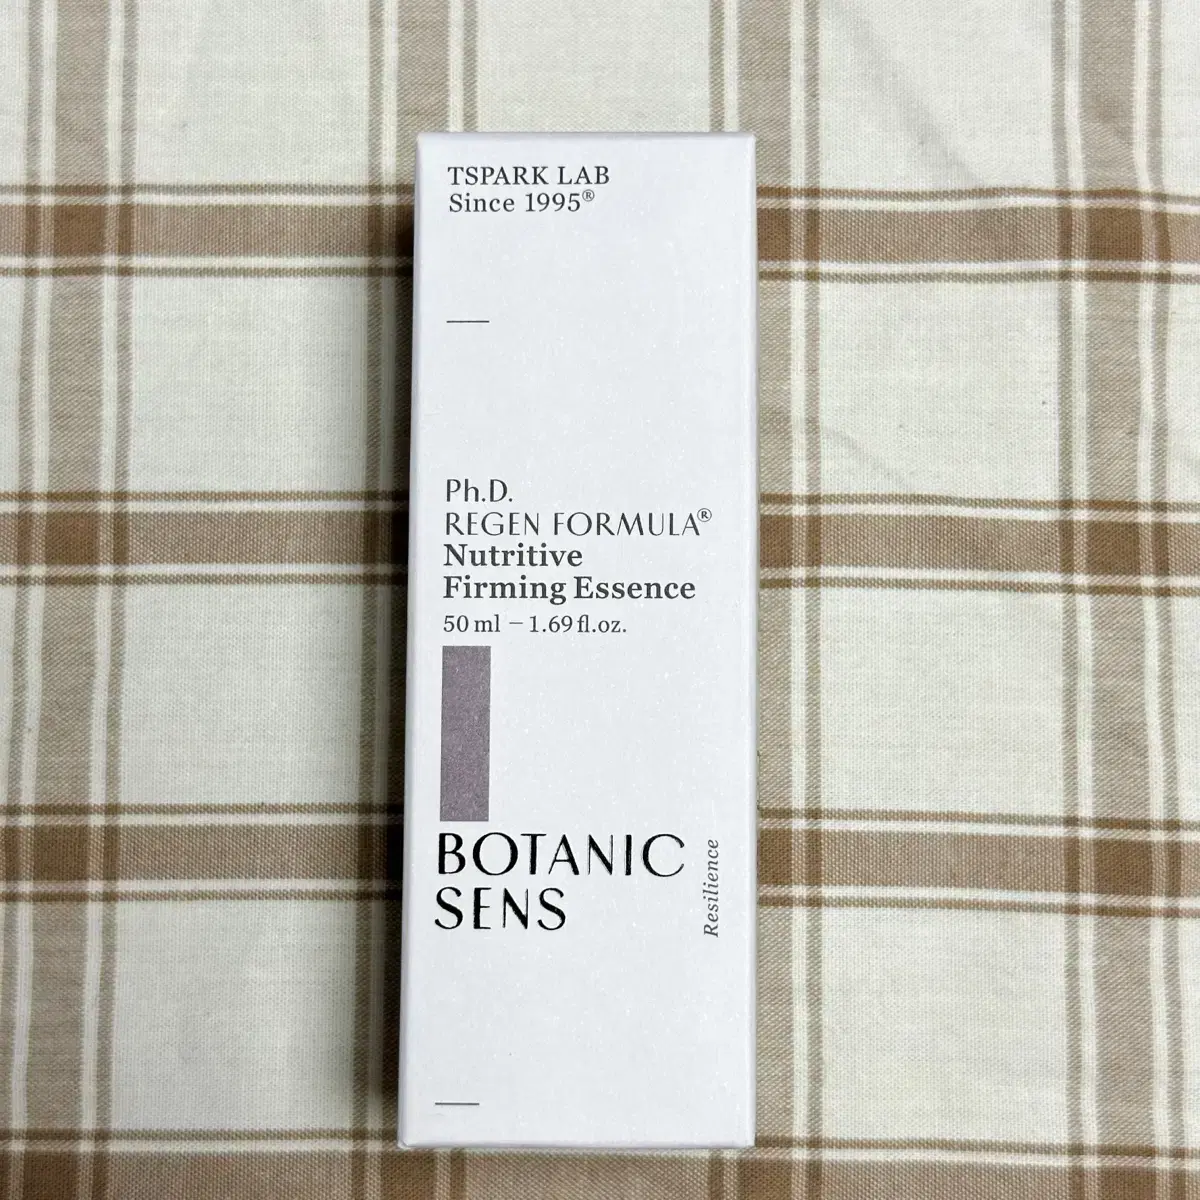 TSPARK LAB
Since 1995®
Ph.D.
REGEN FORMULA®
Nutritive
Firming Essence
50 ml – 1.69 fl.oz.
BOTANIC
SENS
Resilience